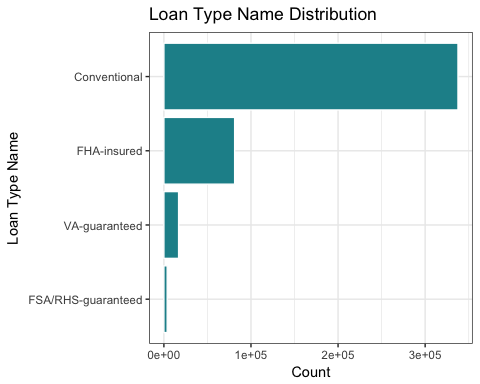 Loan Type Name Distribution
Loan Type Name
Conventional
FHA-insured
VA-guaranteed
FSA/RHS-guaranteed
0e+00 1e+05 2e+05 3e+05
Count